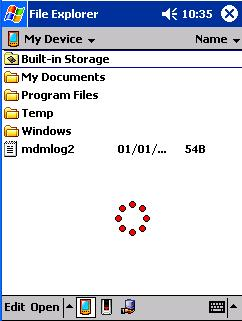 File Explorer 10:35
My Device Name
Built-in Storage
My Documents
Program Files
Temp
Windows
mdmlog2 01/01/... 54B
Edit Open